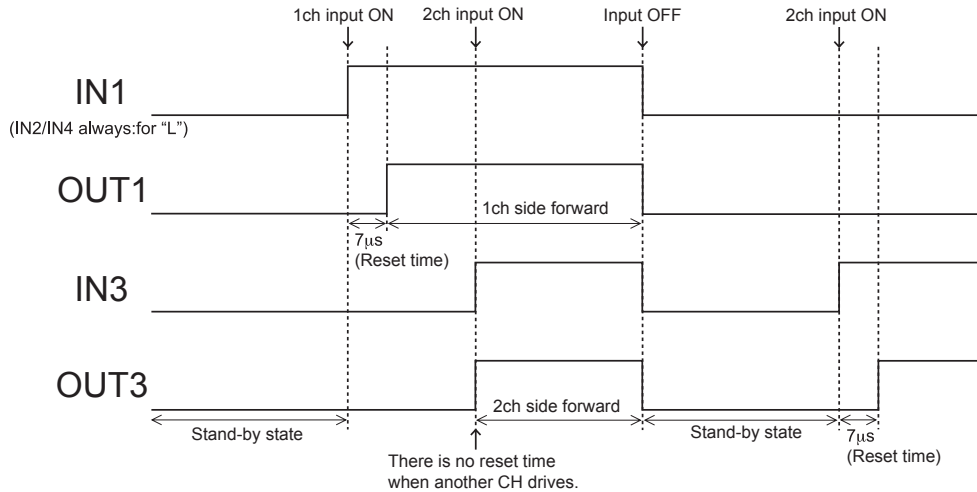 1ch input ON
2ch input ON
Input OFF
2ch input ON
IN1
(IN2/IN4 always:for “L”)
OUT1
1ch side forward
7μs
(Reset time)
IN3
OUT3
Stand-by state
2ch side forward
Stand-by state
7μs
(Reset time)
There is no reset time
when another CH drives.